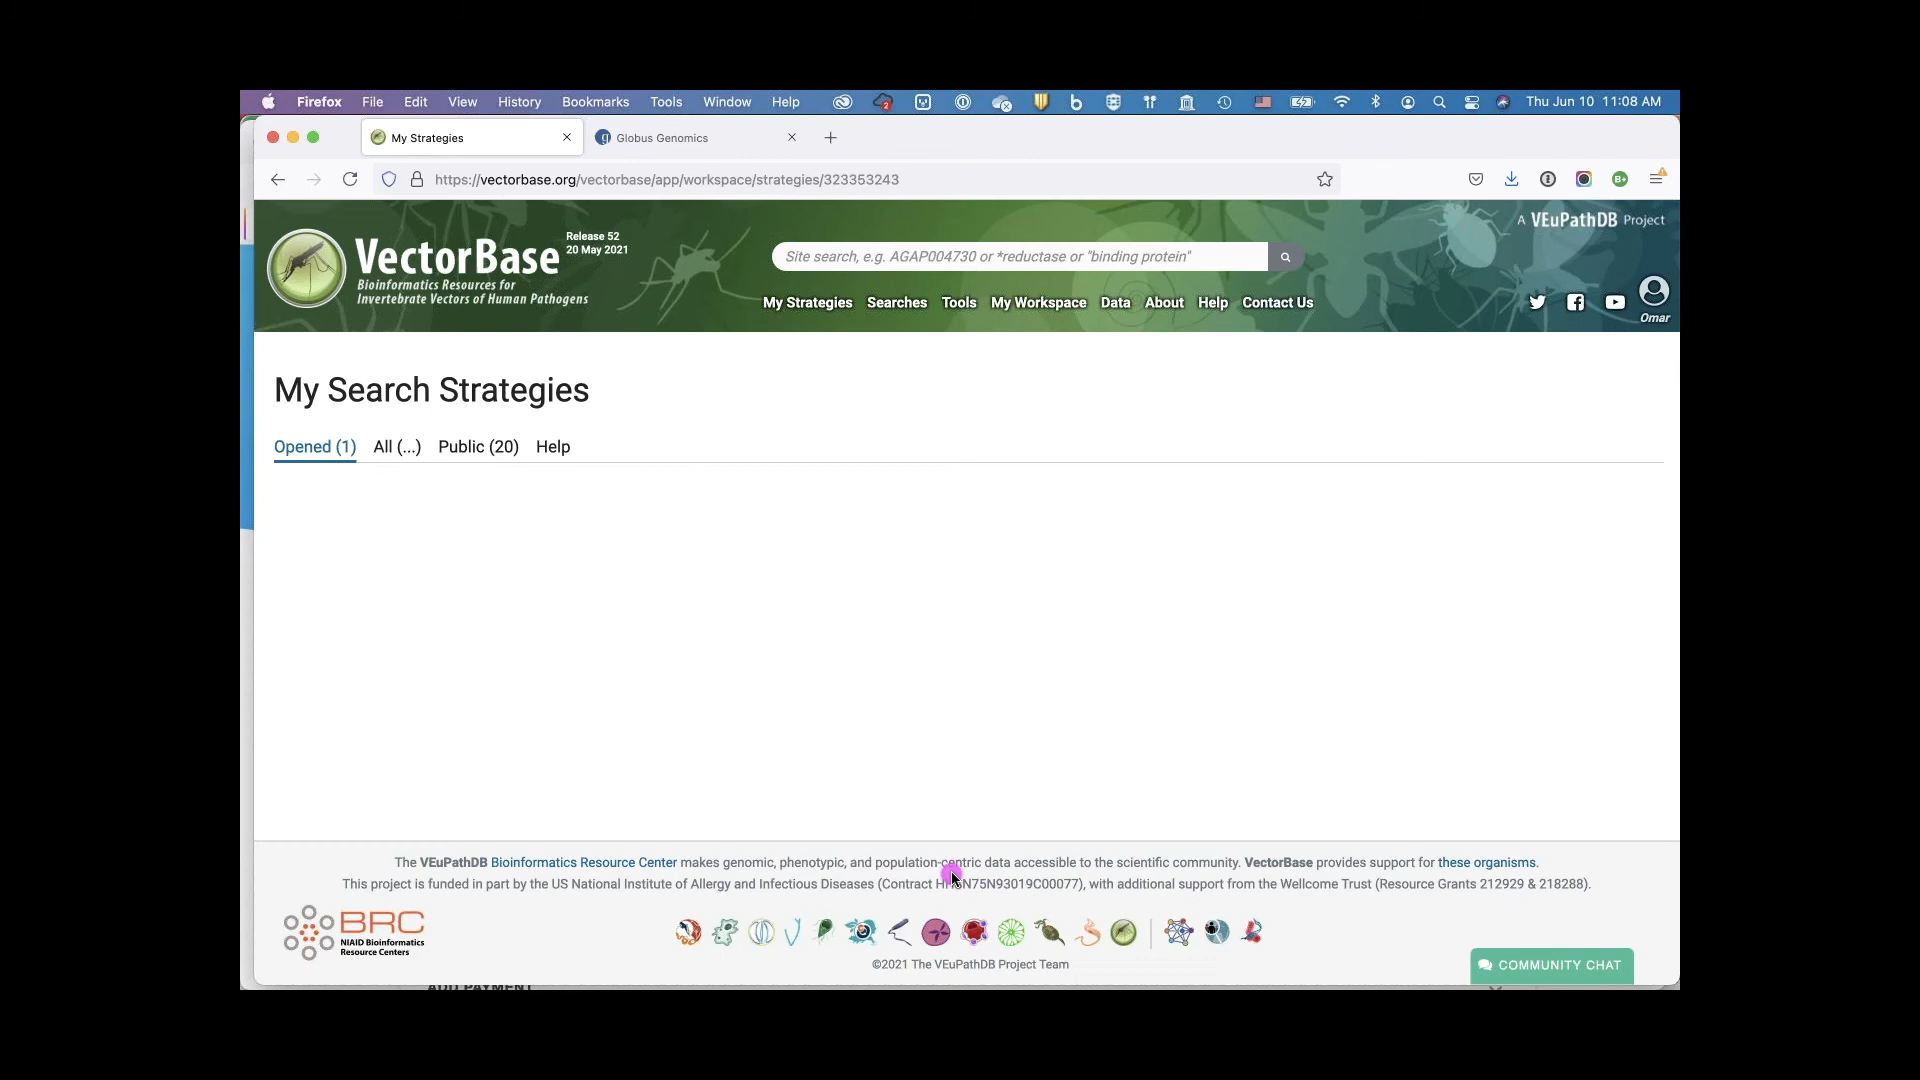 Firefox File Edit View History Bookmarks Tools Window Help Thu Jun 10 11:08 AM
My Strategies Globus Genomics
https://vectorbase.org/vectorbase/app/workspace/strategies/323353243
A VEuPathDB Project
VectorBase Release 52
20 May 2021
Bioinformatics Resources for
Invertebrate Vectors of Human Pathogens
Site search, e.g. AGAP004730 or *reductase or "binding protein"
My Strategies Searches Tools My Workspace Data About Help Contact Us
Omar
My Search Strategies
Opened (1) All (...) Public (20) Help
The VEuPathDB Bioinformatics Resource Center makes genomic, phenotypic, and population-centric data accessible to the scientific community. VectorBase provides support for these organisms.
This project is funded in part by the US National Institute of Allergy and Infectious Diseases (Contract, with additional support from the Wellcome Trust (Resource Grants 212929 & 218288).
BRC
NIAID Bioinformatics
Resource Centers
©2021 The VEuPathDB Project Team
COMMUNITY CHAT
ADD PAYMENT